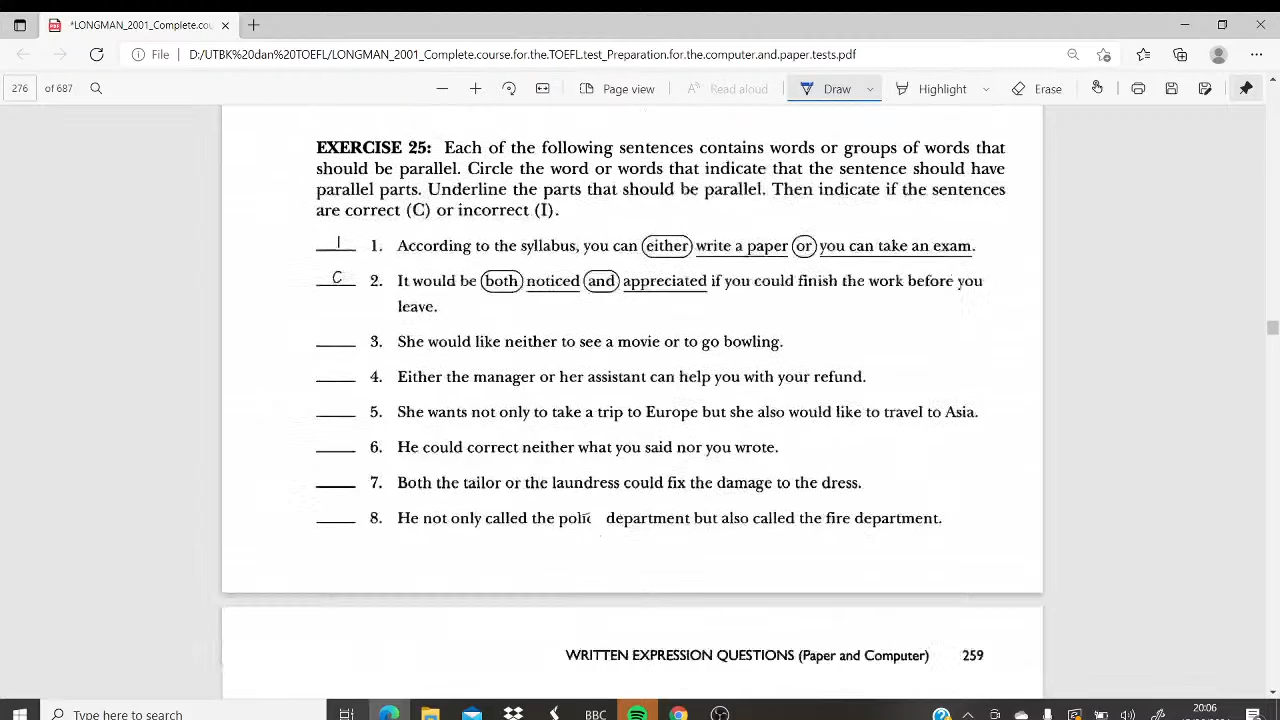 *LONGMAN_2001_Complete.cou
File D:/UTBK%20dan%20TOEFL/LONGMAN_2001_Complete.course.for.the.TOEFL.test_Preparation.for.the.computer.and.paper.tests.pdf
276 of 687 Page view Read aloud Draw Highlight Erase
EXERCISE 25: Each of the following sentences contains words or groups of words that
should be parallel. Circle the word or words that indicate that the sentence should have
parallel parts. Underline the parts that should be parallel. Then indicate if the sentences
are correct (C) or incorrect (I).
I 1. According to the syllabus, you can either write a paper or you can take an exam.
C 2. It would be both noticed and appreciated if you could finish the work before you
leave.
3. She would like neither to see a movie or to go bowling.
4. Either the manager or her assistant can help you with your refund.
5. She wants not only to take a trip to Europe but she also would like to travel to Asia.
6. He could correct neither what you said nor you wrote.
7. Both the tailor or the laundress could fix the damage to the dress.
8. He not only called the department but also called the fire department.
WRITTEN EXPRESSION QUESTIONS (Paper and Computer) 259
Type here to search BBC 20:06